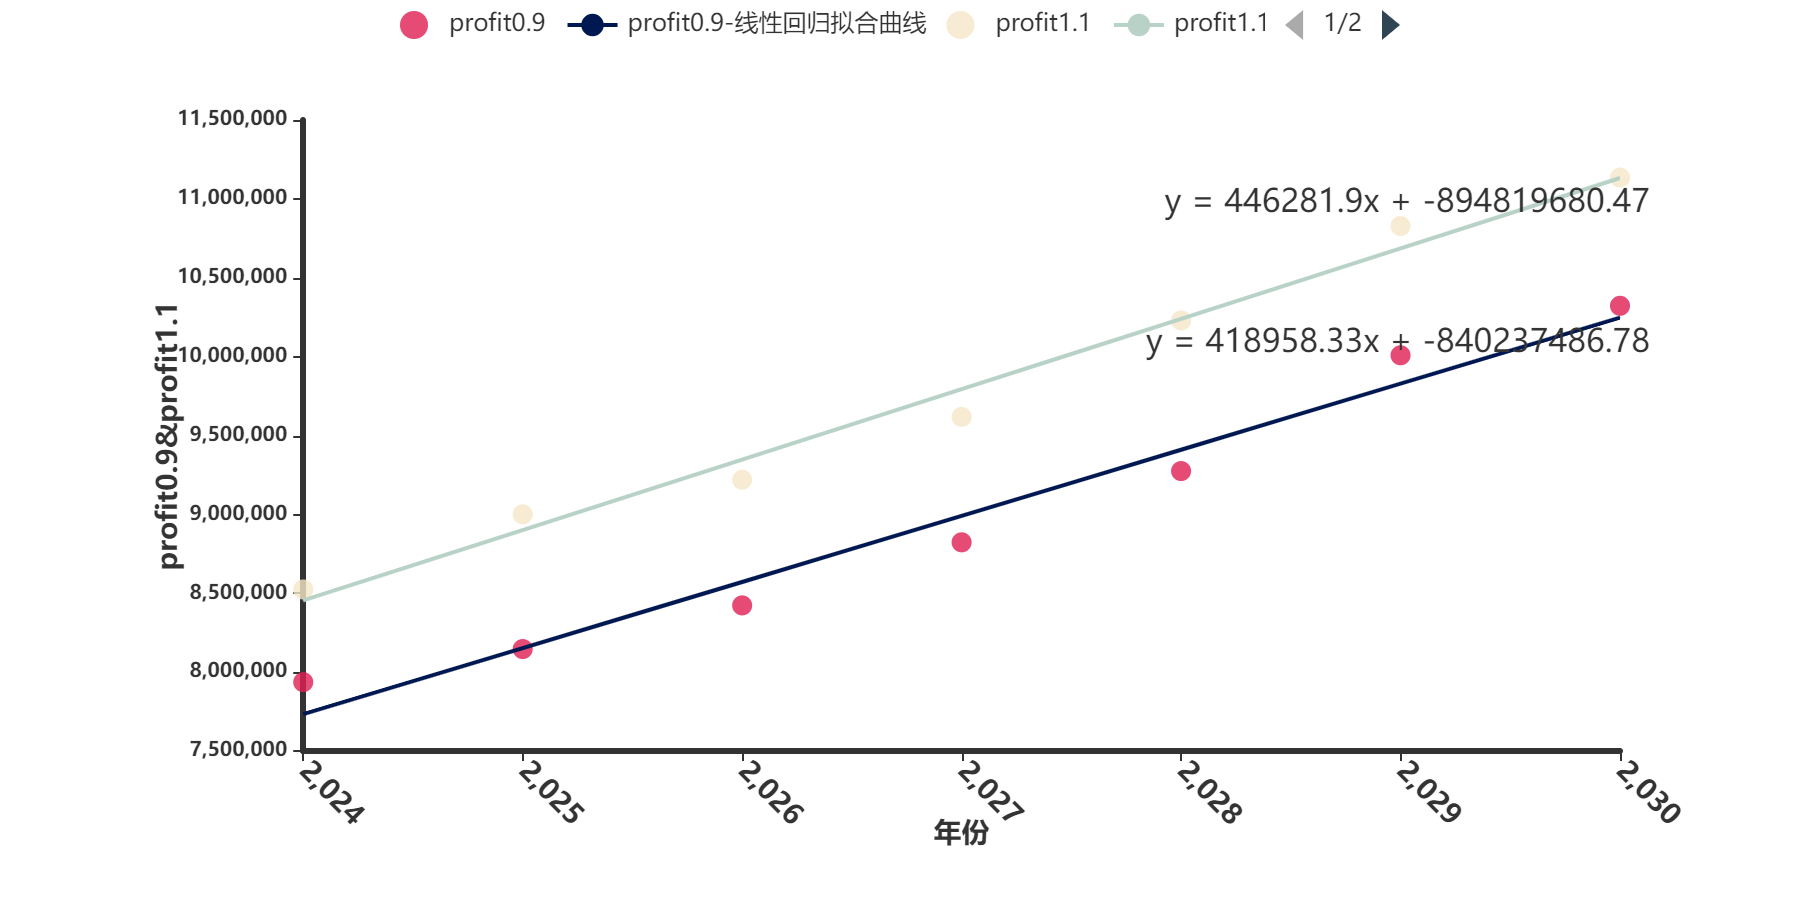 profit0.9 profit0.9-线性回归拟合曲线 profit1.1 profit1.1 1/2
11,500,000
11,000,000
10,500,000
10,000,000
9,500,000
9,000,000
8,500,000
8,000,000
7,500,000
profit0.9&profit1.1
y = 446281.9x + -894819680.47
y = 418958.33x + -840237486.78
2,024 2,025 2,026 2,027 2,028 2,029 2,030
年份